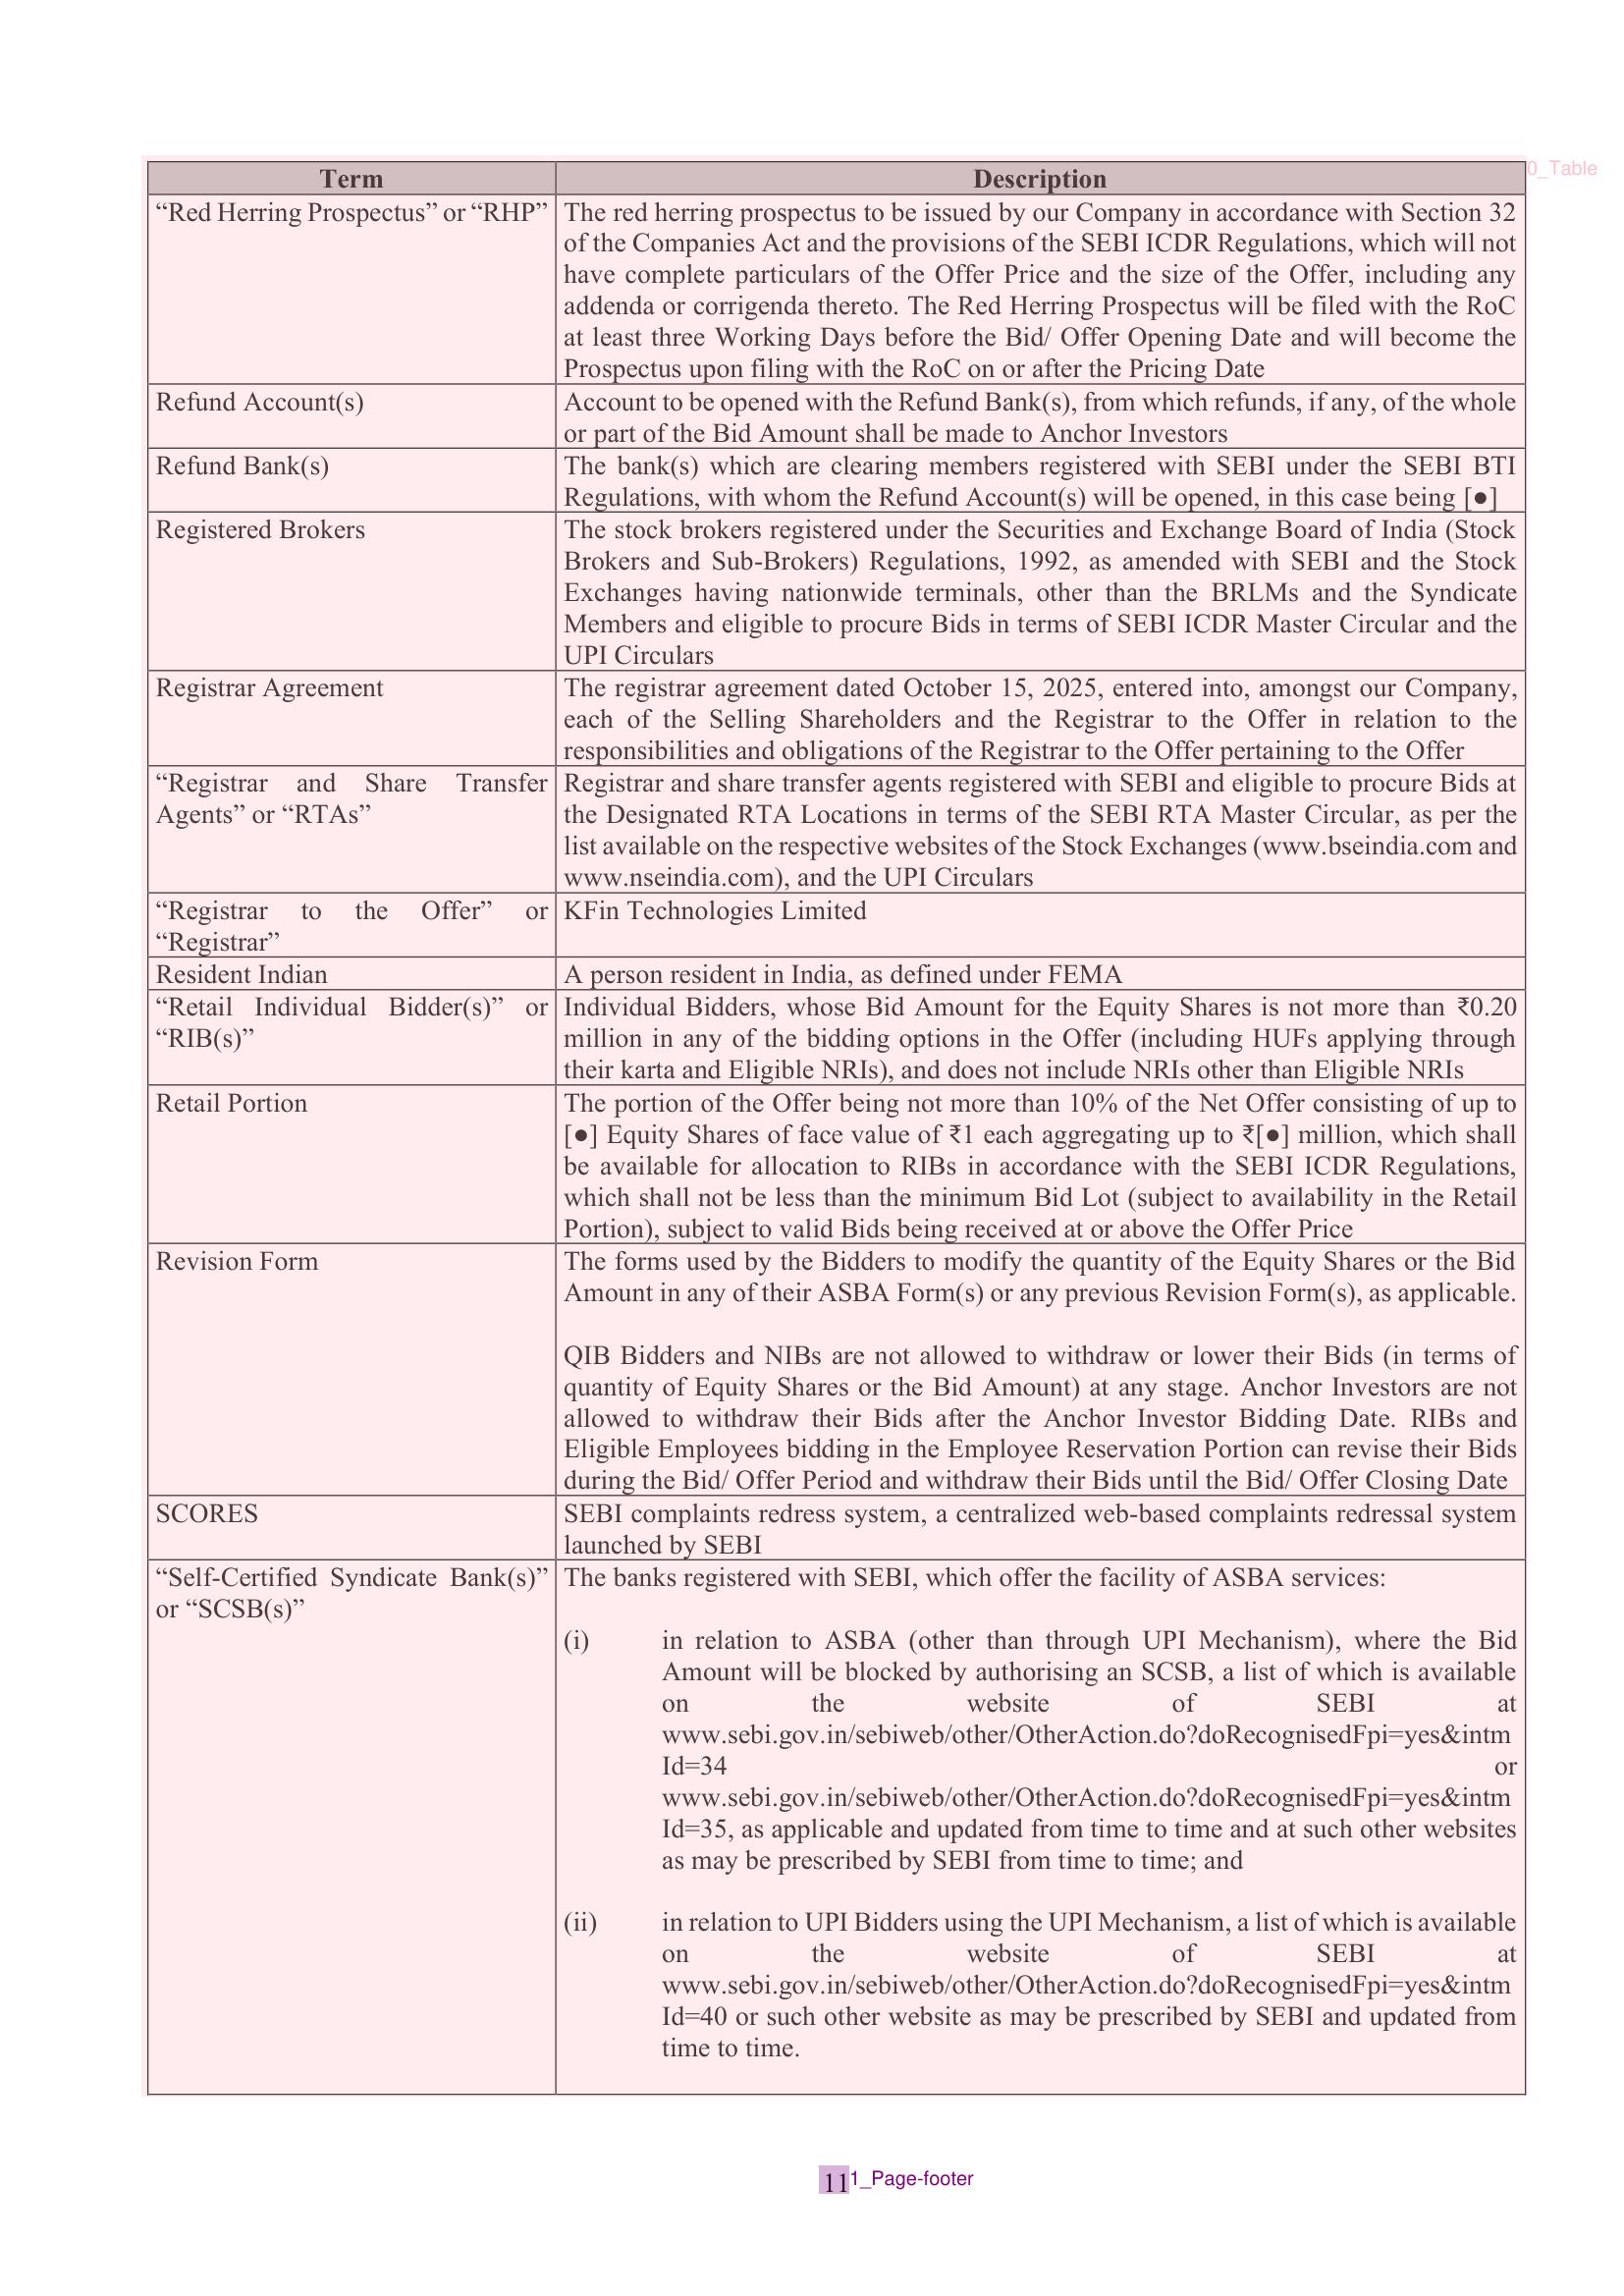 Term Description
“Red Herring Prospectus” or “RHP” The red herring prospectus to be issued by our Company in accordance with Section 32
of the Companies Act and the provisions of the SEBI ICDR Regulations, which will not
have complete particulars of the Offer Price and the size of the Offer, including any
addenda or corrigenda thereto. The Red Herring Prospectus will be filed with the RoC
at least three Working Days before the Bid/ Offer Opening Date and will become the
Prospectus upon filing with the RoC on or after the Pricing Date
Refund Account(s) Account to be opened with the Refund Bank(s), from which refunds, if any, of the whole
or part of the Bid Amount shall be made to Anchor Investors
Refund Bank(s) The bank(s) which are clearing members registered with SEBI under the SEBI BTI
Regulations, with whom the Refund Account(s) will be opened, in this case being [●]
Registered Brokers The stock brokers registered under the Securities and Exchange Board of India (Stock
Brokers and Sub-Brokers) Regulations, 1992, as amended with SEBI and the Stock
Exchanges having nationwide terminals, other than the BRLMs and the Syndicate
Members and eligible to procure Bids in terms of SEBI ICDR Master Circular and the
UPI Circulars
Registrar Agreement The registrar agreement dated October 15, 2025, entered into, amongst our Company,
each of the Selling Shareholders and the Registrar to the Offer in relation to the
responsibilities and obligations of the Registrar to the Offer pertaining to the Offer
“Registrar and Share Transfer Registrar and share transfer agents registered with SEBI and eligible to procure Bids at
Agents” or “RTAs” the Designated RTA Locations in terms of the SEBI RTA Master Circular, as per the
list available on the respective websites of the Stock Exchanges (www.bseindia.com and
www.nseindia.com), and the UPI Circulars
“Registrar to the Offer” or KFin Technologies Limited
“Registrar”
Resident Indian A person resident in India, as defined under FEMA
“Retail Individual Bidder(s)” or Individual Bidders, whose Bid Amount for the Equity Shares is not more than ₹0.20
“RIB(s)” million in any of the bidding options in the Offer (including HUFs applying through
their karta and Eligible NRIs), and does not include NRIs other than Eligible NRIs
Retail Portion The portion of the Offer being not more than 10% of the Net Offer consisting of up to
[●] Equity Shares of face value of ₹1 each aggregating up to ₹[●] million, which shall
be available for allocation to RIBs in accordance with the SEBI ICDR Regulations,
which shall not be less than the minimum Bid Lot (subject to availability in the Retail
Portion), subject to valid Bids being received at or above the Offer Price
Revision Form The forms used by the Bidders to modify the quantity of the Equity Shares or the Bid
Amount in any of their ASBA Form(s) or any previous Revision Form(s), as applicable.
QIB Bidders and NIBs are not allowed to withdraw or lower their Bids (in terms of
quantity of Equity Shares or the Bid Amount) at any stage. Anchor Investors are not
allowed to withdraw their Bids after the Anchor Investor Bidding Date. RIBs and
Eligible Employees bidding in the Employee Reservation Portion can revise their Bids
during the Bid/ Offer Period and withdraw their Bids until the Bid/ Offer Closing Date
SCORES SEBI complaints redress system, a centralized web-based complaints redressal system
launched by SEBI
“Self-Certified Syndicate Bank(s)” The banks registered with SEBI, which offer the facility of ASBA services:
or “SCSB(s)”
(i) in relation to ASBA (other than through UPI Mechanism), where the Bid
Amount will be blocked by authorising an SCSB, a list of which is available
on the website of SEBI at
www.sebi.gov.in/sebiweb/other/OtherAction.do?doRecognisedFpi=yes&intm
Id=34 or
www.sebi.gov.in/sebiweb/other/OtherAction.do?doRecognisedFpi=yes&intm
Id=35, as applicable and updated from time to time and at such other websites
as may be prescribed by SEBI from time to time; and
(ii) in relation to UPI Bidders using the UPI Mechanism, a list of which is available
on the website of SEBI at
www.sebi.gov.in/sebiweb/other/OtherAction.do?doRecognisedFpi=yes&intm
Id=40 or such other website as may be prescribed by SEBI and updated from
time to time.
0_Table
11 1_Page-footer